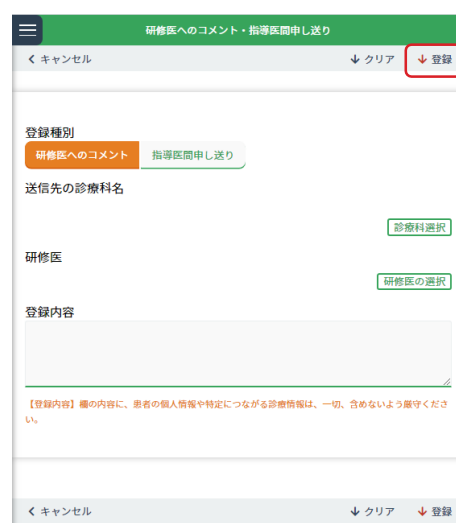 研修医へのコメント・指導医間申し送り
キャンセル クリア 登録
登録種別
研修医へのコメント 指導医間申し送り
送信先の診療科名
診療科選択
研修医
研修医の選択
登録内容
【登録内容】欄の内容に、患者の個人情報や特定につながる診療情報は、一切、含めないよう厳守くださ
い。
キャンセル クリア 登録